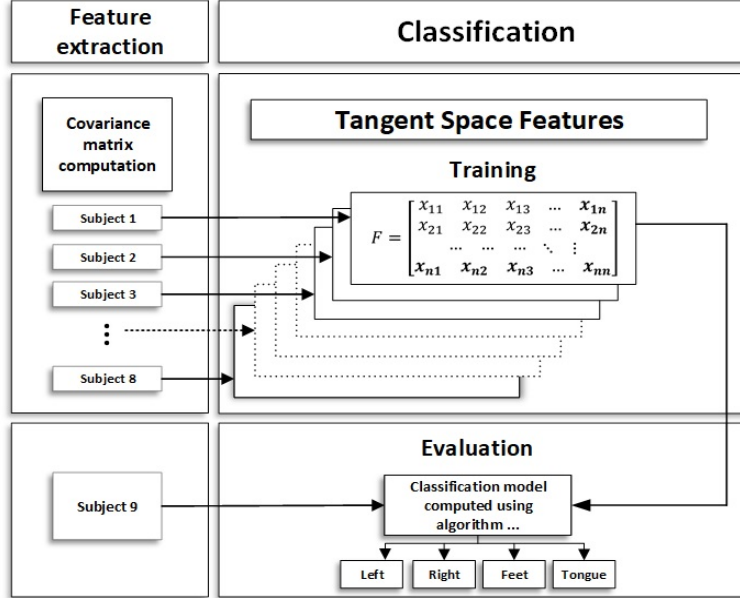 Feature
extraction
Classification
Covariance
matrix
computation
Subject 1
Subject 2
Subject 3
⋮
Subject 8
Tangent Space Features
Training
F = [x11 x12 x13 ... x1n
x21 x22 x23 ... x2n
... ... ... ⋱ ⋮
xn1 xn2 xn3 ... xnn]
Subject 9
Evaluation
Classification model
computed using
algorithm ...
Left Right Feet Tongue